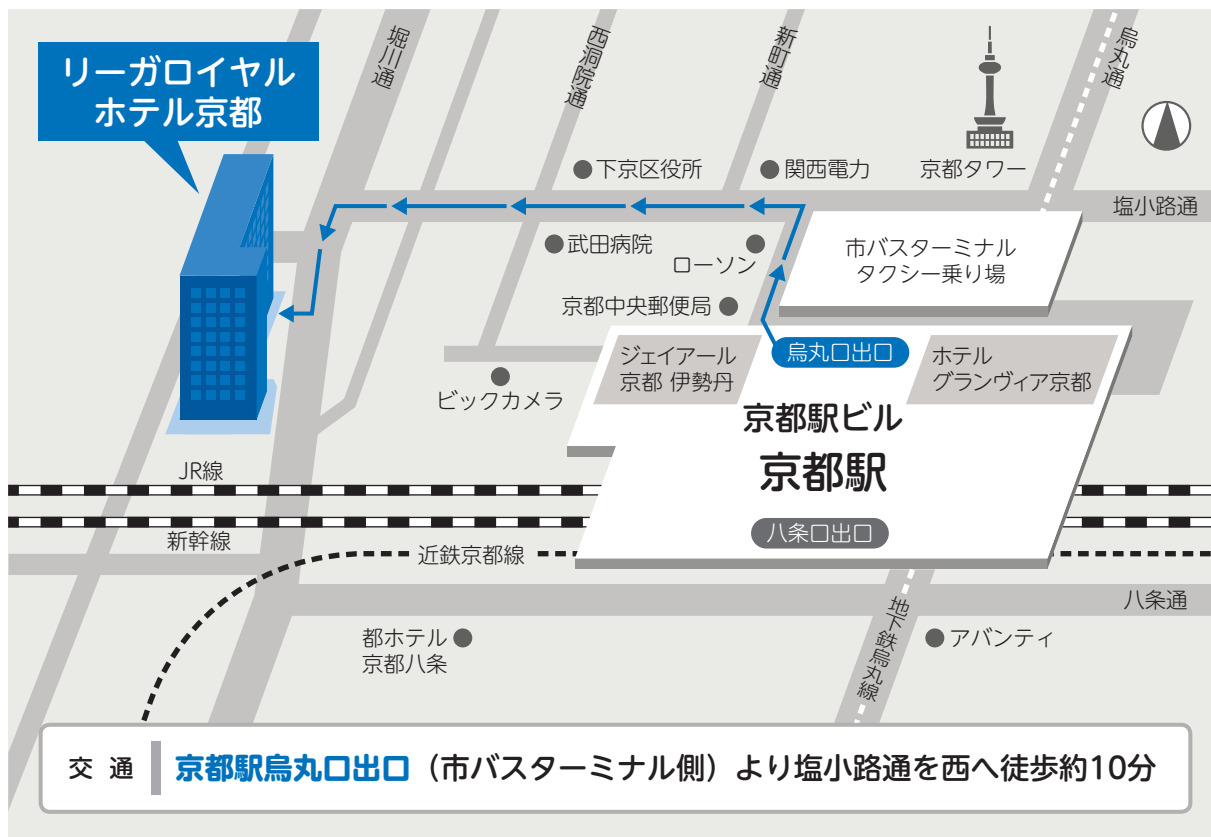 リーガロイヤル
ホテル京都
堀川通
西洞院通
新町通
烏丸通
京都タワー
下京区役所
関西電力
塩小路通
武田病院
ローソン
市バスターミナル
タクシー乗り場
京都中央郵便局
ジェイアール
京都 伊勢丹
烏丸口出口
ホテル
グランヴィア京都
ビックカメラ
京都駅ビル
京都駅
JR線
八条口出口
新幹線
近鉄京都線
八条通
地下鉄烏丸線
都ホテル
京都八条
アバンティ
交通 京都駅烏丸口出口（市バスターミナル側）より塩小路通を西へ徒歩約10分